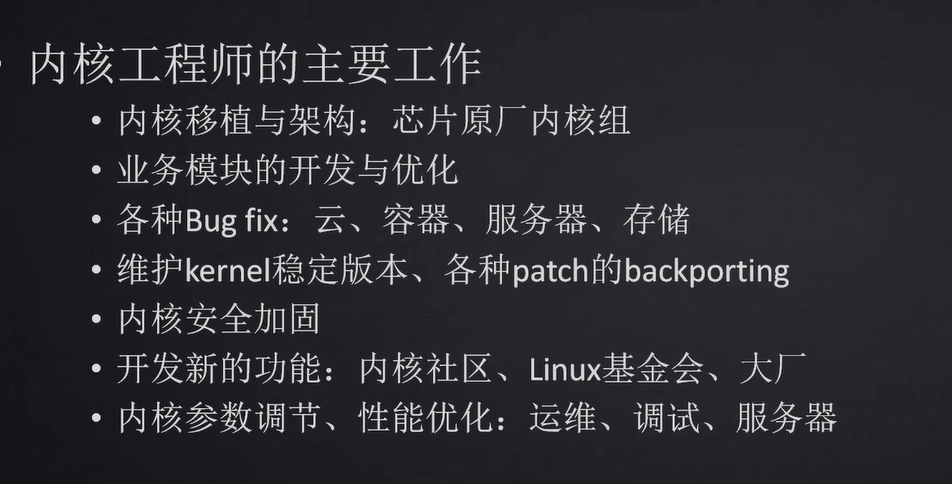 内核工程师的主要工作
• 内核移植与架构：芯片原厂内核组
• 业务模块的开发与优化
• 各种Bug fix：云、容器、服务器、存储
• 维护kernel稳定版本、各种patch的backporting
• 内核安全加固
• 开发新的功能：内核社区、Linux基金会、大厂
• 内核参数调节、性能优化：运维、调试、服务器